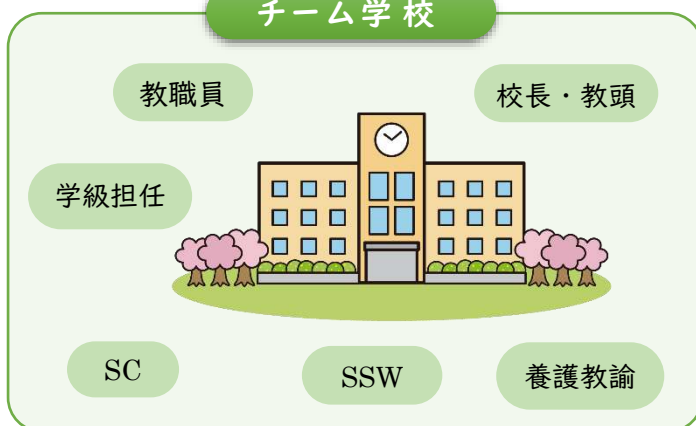 チーム学校
教職員
校長・教頭
学級担任
SC
SSW
養護教諭